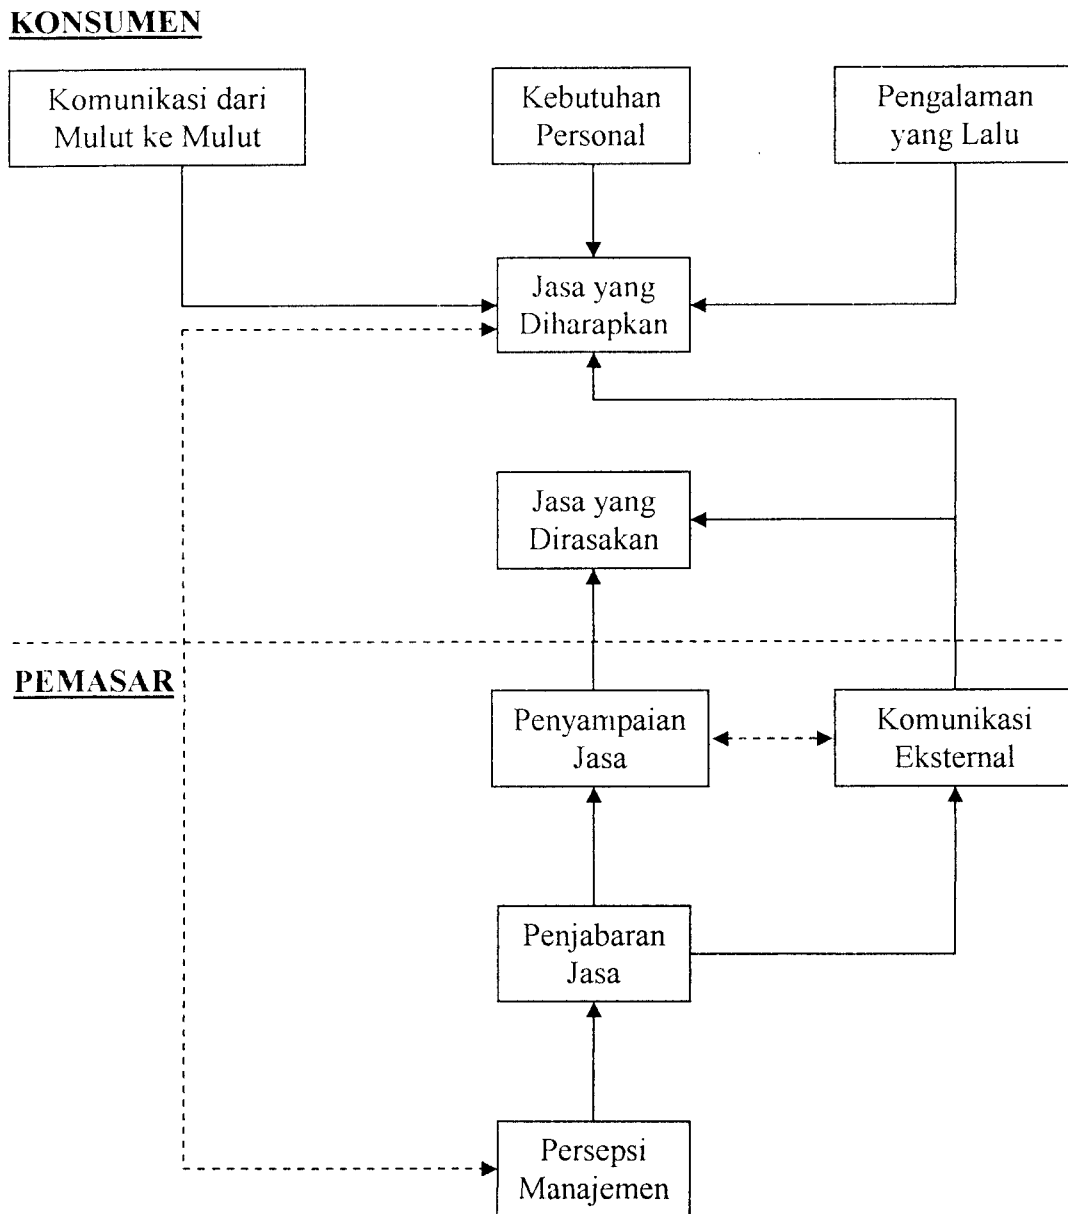 KONSUMEN
Komunikasi dari
Mulut ke Mulut
Kebutuhan
Personal
Pengalaman
yang Lalu
Jasa yang
Diharapkan
Jasa yang
Dirasakan
PEMASAR
Penyampaian
Jasa
Komunikasi
Eksternal
Penjabaran
Jasa
Persepsi
Manajemen